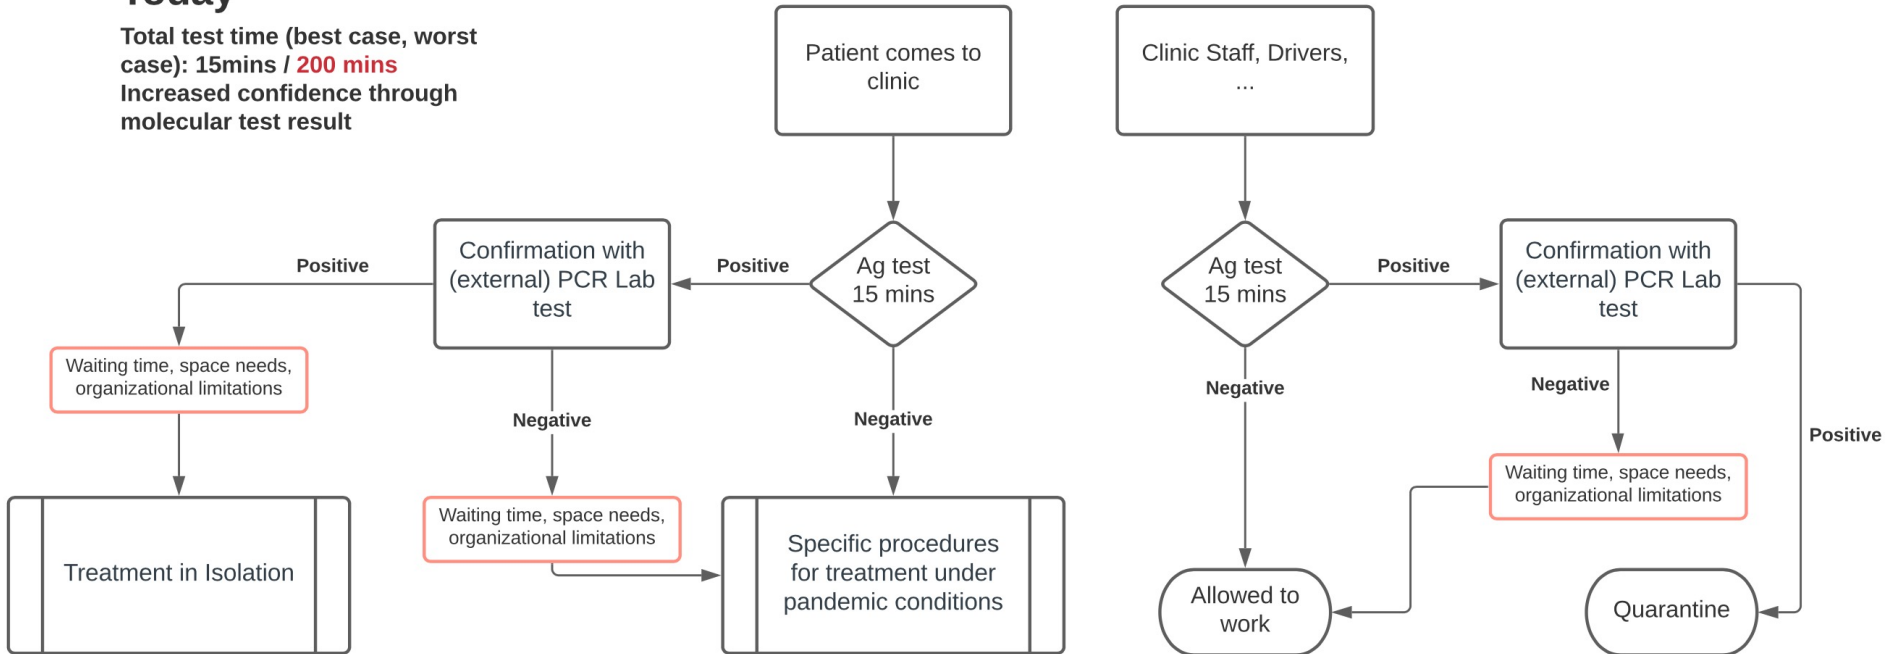 Today
Total test time (best case, worst
case): 15mins / 200 mins
Increased confidence through
molecular test result
Patient comes to
clinic
Clinic Staff, Drivers,
...
Confirmation with
(external) PCR Lab
test
Positive
Positive
Ag test
15 mins
Ag test
15 mins
Positive
Confirmation with
(external) PCR Lab
test
Waiting time, space needs,
organizational limitations
Negative
Negative
Negative
Negative
Positive
Waiting time, space needs,
organizational limitations
Waiting time, space needs,
organizational limitations
Treatment in Isolation
Specific procedures
for treatment under
pandemic conditions
Allowed to
work
Quarantine